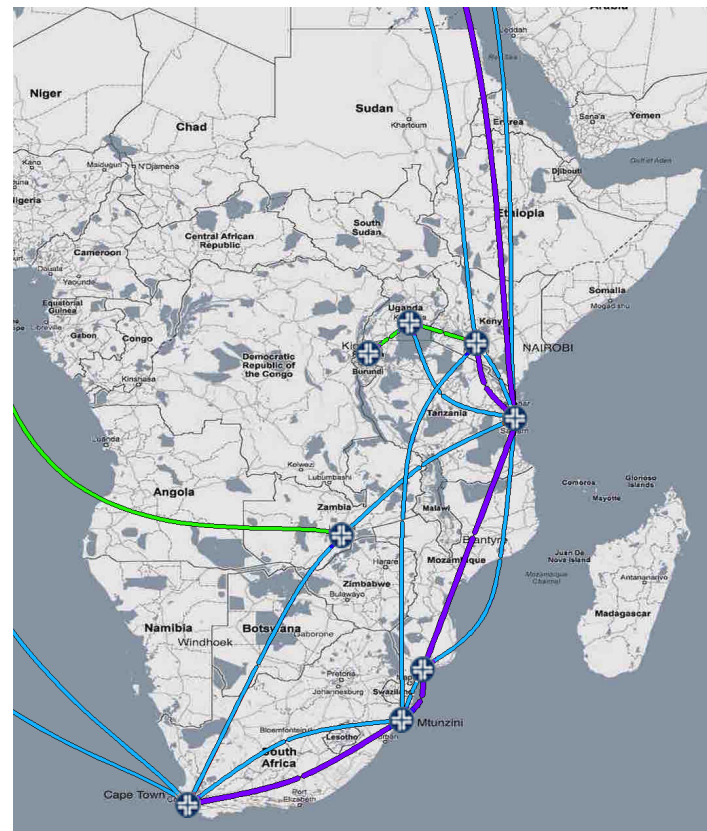 Arabia
Jeddah
Red Sea
Niger
Sudan
Chad
Khartoum
Eritrea
Sana'a
Yemen
Kano
Maiduguri
N'Djamena
Gulf of Aden
Djibouti
Ethiopia
South
Sudan
Central African
Republic
Cameroon
Douala
Yaounde
Somalia
Mogadishu
Equatorial
Guinea
Libreville
Gabon
Congo
Uganda
NAIROBI
Burundi
Democratic
Republic of
the Congo
Kinshasa
Tanzania
Luanda
Kolwezi
Lubumbashi
Angola
Zambia
Malawi
Comoros
Mayotte
Glorioso
Islands
Blantyre
Harare
Mozambique
Juan De
Nova Island
Mozambique
Channel
Antananarivo
Zimbabwe
Bulawayo
Madagascar
Namibia
Windhoek
Botswana
Gaborone
Pretoria
Johannesburg
Bloemfontein
Lesotho
Mtunzini
South
Africa
Port
Elizabeth
Cape Town